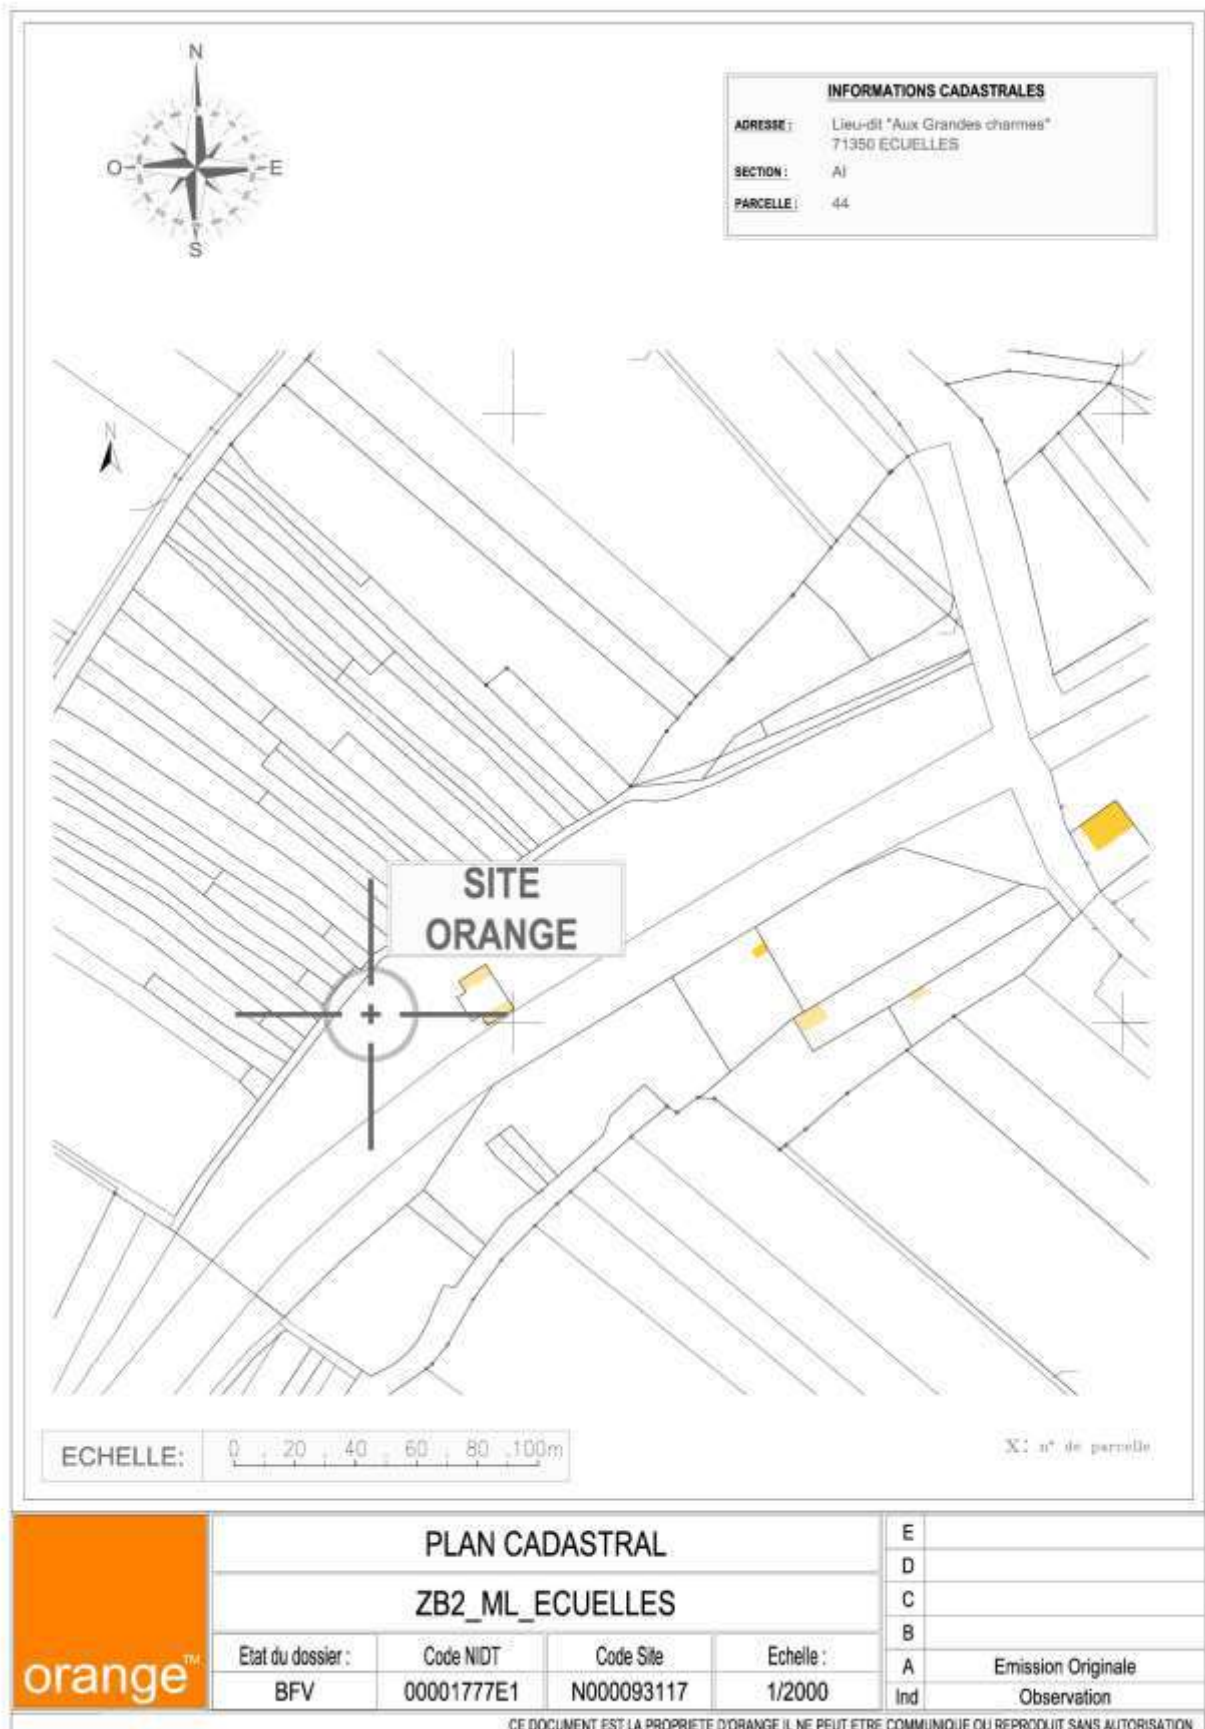 N
O
E
S
INFORMATIONS CADASTRALES
ADRESSE : Lieu-dit "Aux Grandes charmes"
71350 ECUELLES
SECTION : AI
PARCELLE : 44
N
SITE
ORANGE
ECHELLE: 0 20 40 60 80 100m
X: n° de parcelle
orange™
PLAN CADASTRAL
ZB2_ML_ECUELLES
Etat du dossier : Code NIDT Code Site Echelle :
BFV 00001777E1 N000093117 1/2000
E
D
C
B
A Emission Originale
Ind Observation
CE DOCUMENT EST LA PROPRIETE D'ORANGE IL NE PEUT ETRE COMMUNIQUE OU REPRODUIT SANS AUTORISATION